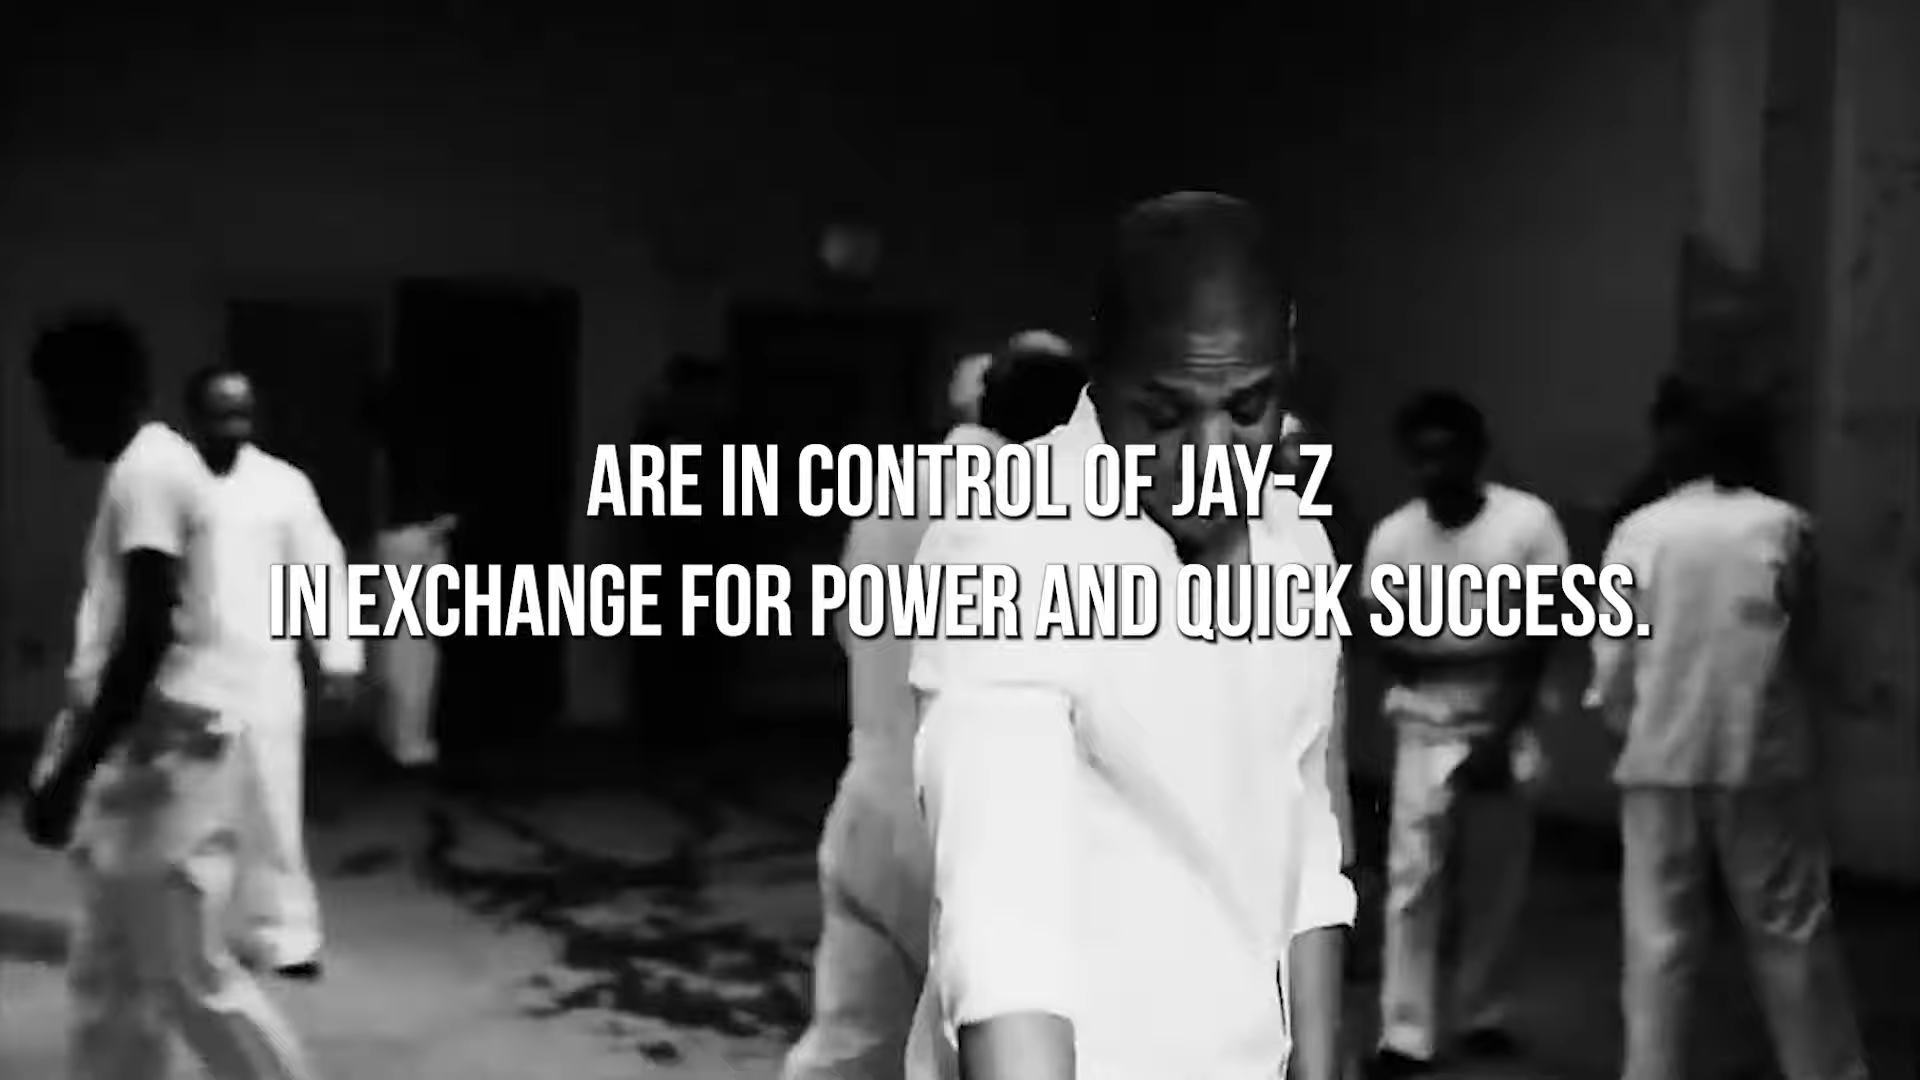 ARE IN CONTROL OF JAY-Z
IN EXCHANGE FOR POWER AND QUICK SUCCESS.